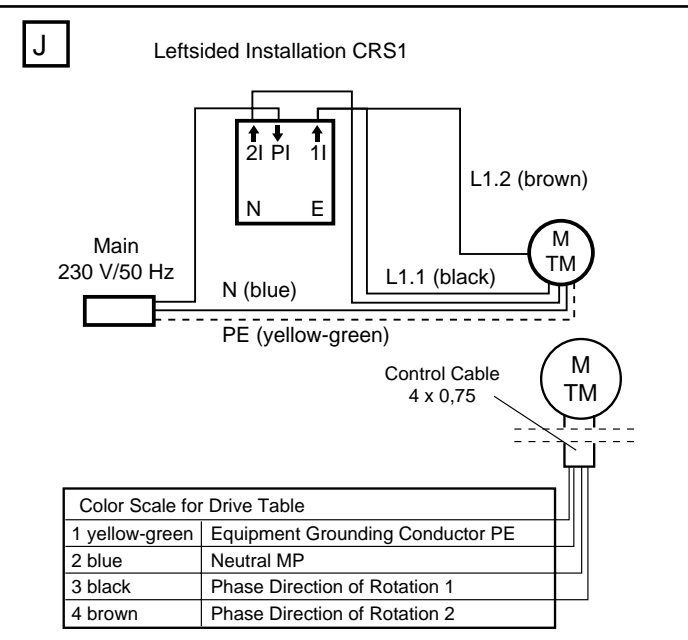 J
Leftsided Installation CRS1
2I PI 1I
N E
L1.2 (brown)
M
TM
Main
230 V/50 Hz
N (blue)
L1.1 (black)
PE (yellow-green)
Control Cable
4 x 0,75
M
TM
Color Scale for Drive Table
1 yellow-green Equipment Grounding Conductor PE
2 blue Neutral MP
3 black Phase Direction of Rotation 1
4 brown Phase Direction of Rotation 2